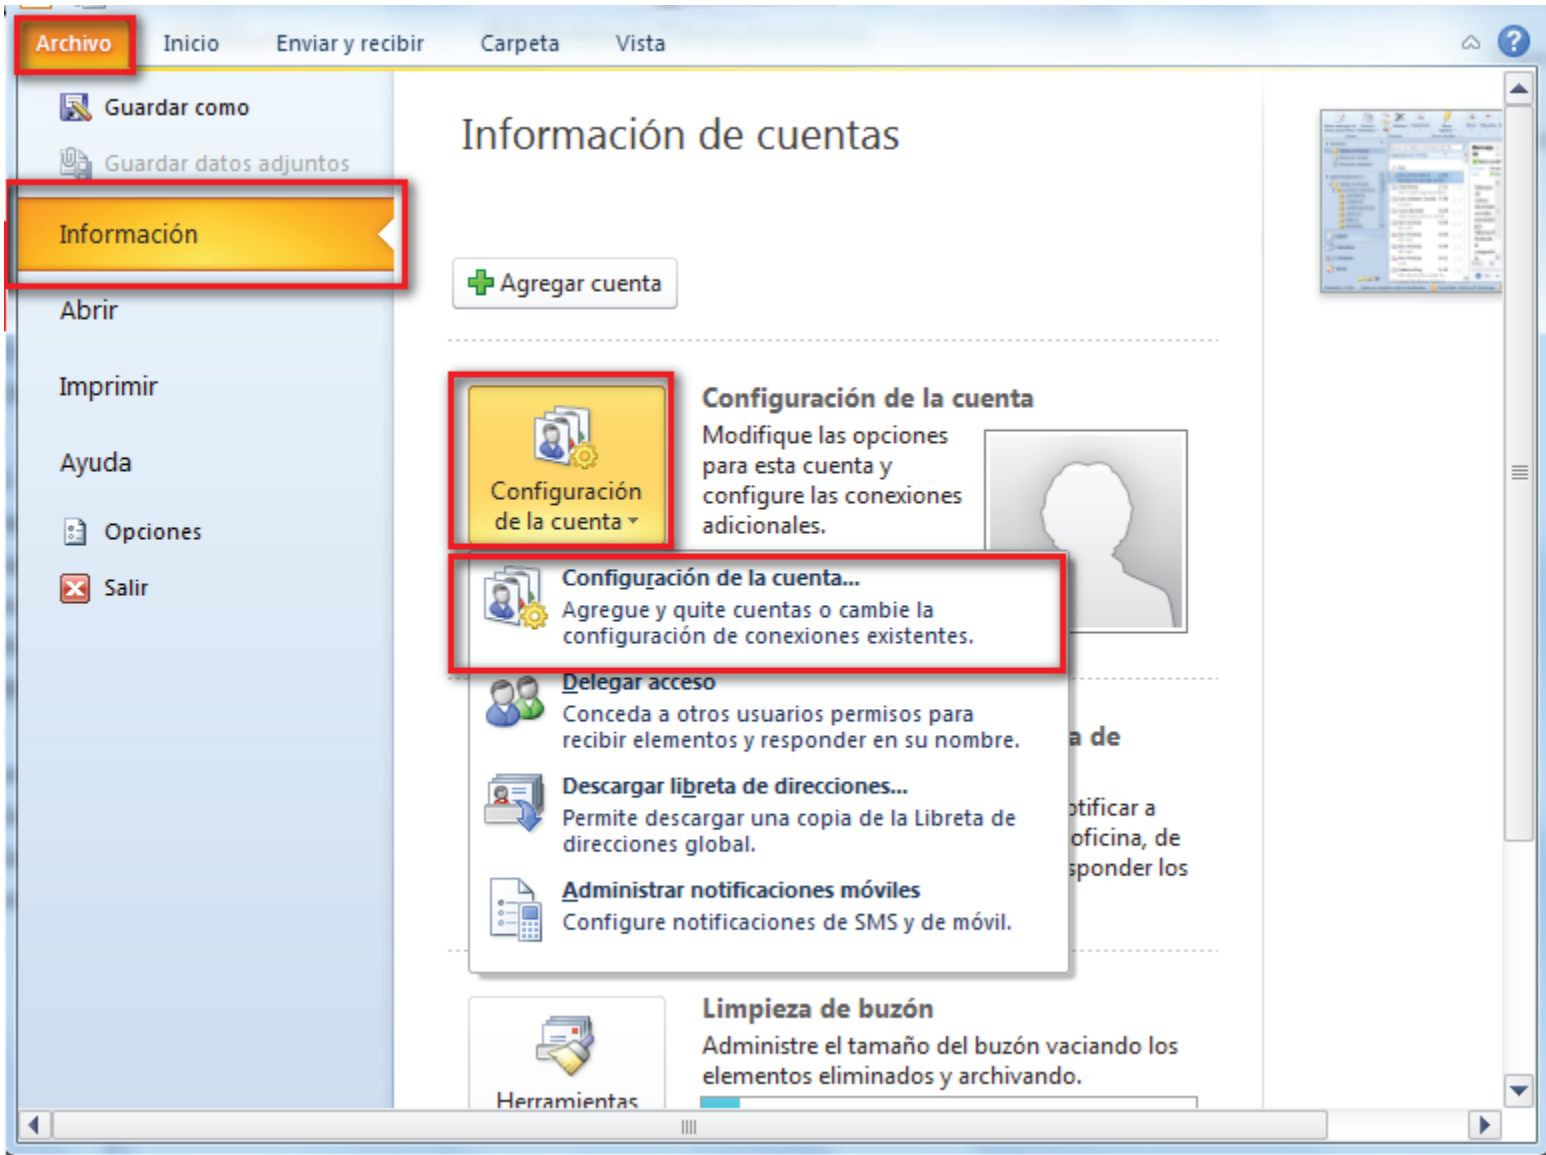 Archivo
Inicio
Enviar y recibir
Carpeta
Vista
Guardar como
Guardar datos adjuntos
Información
Abrir
Imprimir
Ayuda
Opciones
Salir
Información de cuentas
Agregar cuenta
Configuración
de la cuenta
Configuración de la cuenta
Modifique las opciones
para esta cuenta y
configure las conexiones
adicionales.
Configuración de la cuenta...
Agregue y quite cuentas o cambie la
configuración de conexiones existentes.
Delegar acceso
Conceda a otros usuarios permisos para
recibir elementos y responder en su nombre.
Descargar libreta de direcciones...
Permite descargar una copia de la Libreta de
direcciones global.
Administrar notificaciones móviles
Configure notificaciones de SMS y de móvil.
a de
otificar a
oficina, de
sponder los
Herramientas
Limpieza de buzón
Administre el tamaño del buzón vaciando los
elementos eliminados y archivando.